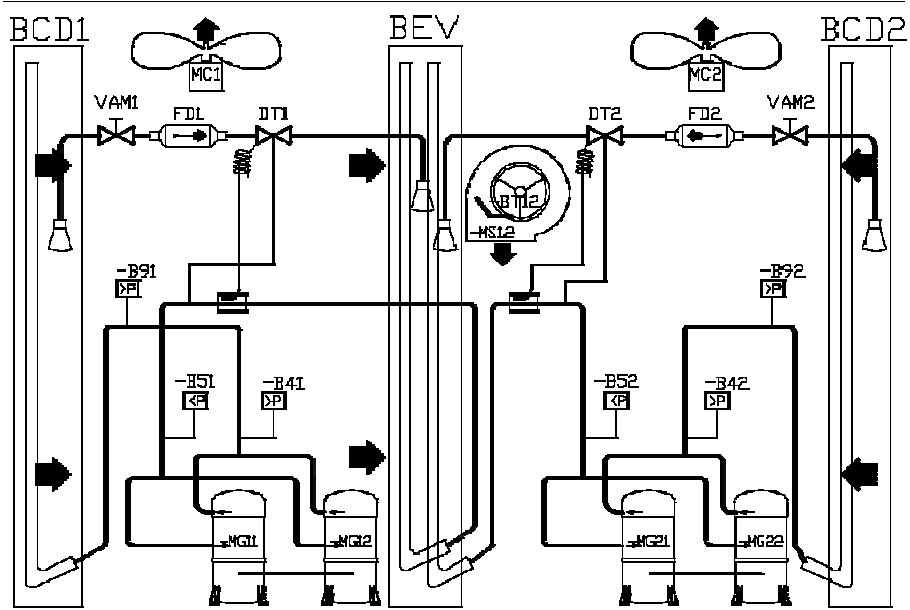 BCD1
BEV
BCD2
MC1
MC2
VAM1
FD1
DT1
DT2
FD2
VAM2
-BT12
-MS12
-B91
>P
-B92
>P
-B51
<P
-B41
>P
-B52
<P
-B42
>P
MG11
MG12
MG21
MG22